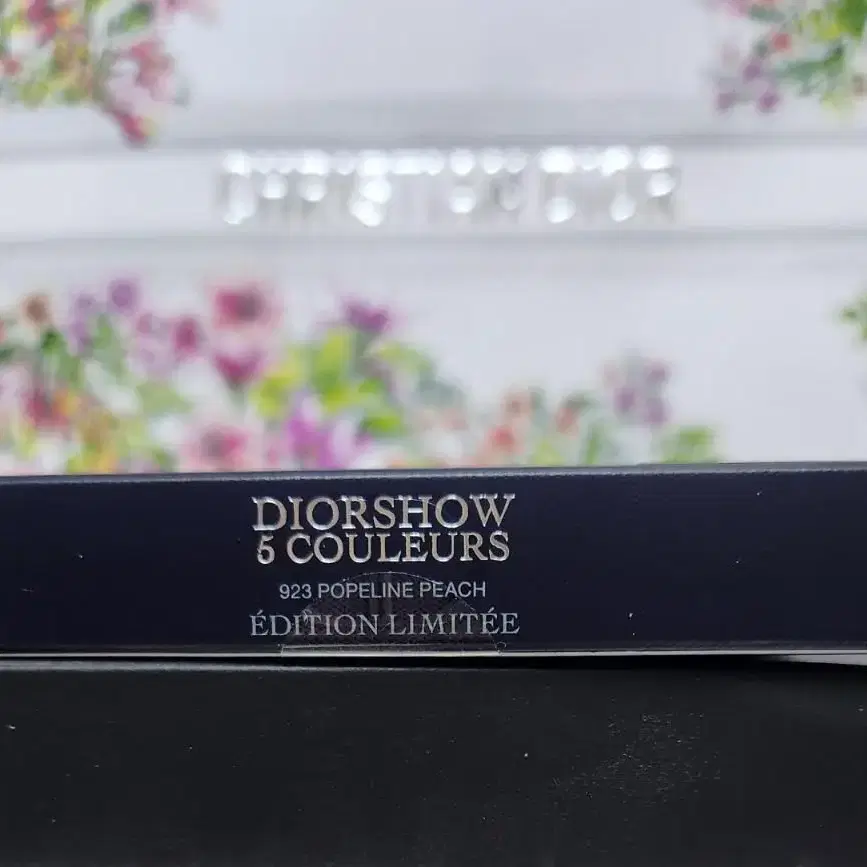 DIORSHOW
5 COULEURS
923 POPELINE PEACH
ÉDITION LIMITÉE